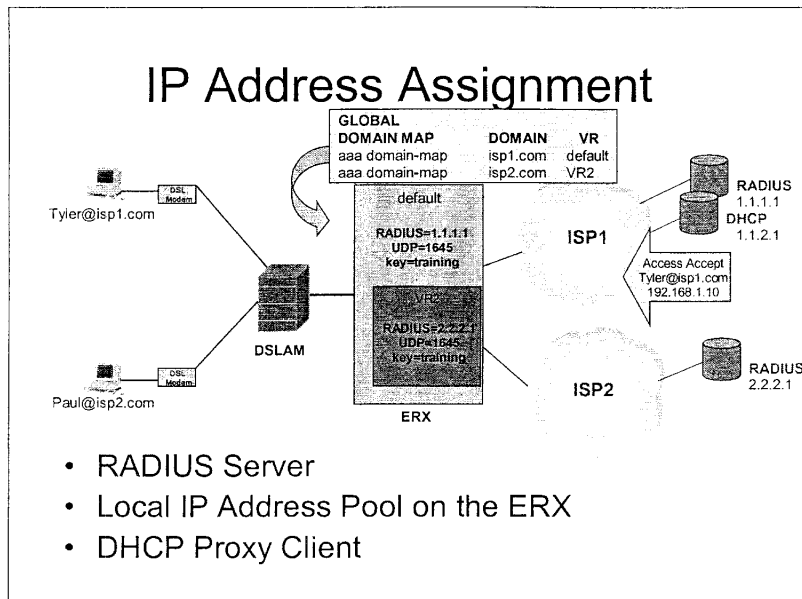 IP Address Assignment
GLOBAL
DOMAIN MAP DOMAIN VR
aaa domain-map isp1.com default
aaa domain-map isp2.com VR2
DSL
Modem
Tyler@isp1.com
default
RADIUS=1.1.1.1
UDP=1645
key=training
ISP1
RADIUS
1.1.1.1
DHCP
1.1.2.1
Access Accept
Tyler@isp1.com
192.168.1.10
VR2
RADIUS=2.2.2.1
UDP=1645
key=training
DSLAM
DSL
Modem
Paul@isp2.com
ERX
ISP2
RADIUS
2.2.2.1
• RADIUS Server
• Local IP Address Pool on the ERX
• DHCP Proxy Client